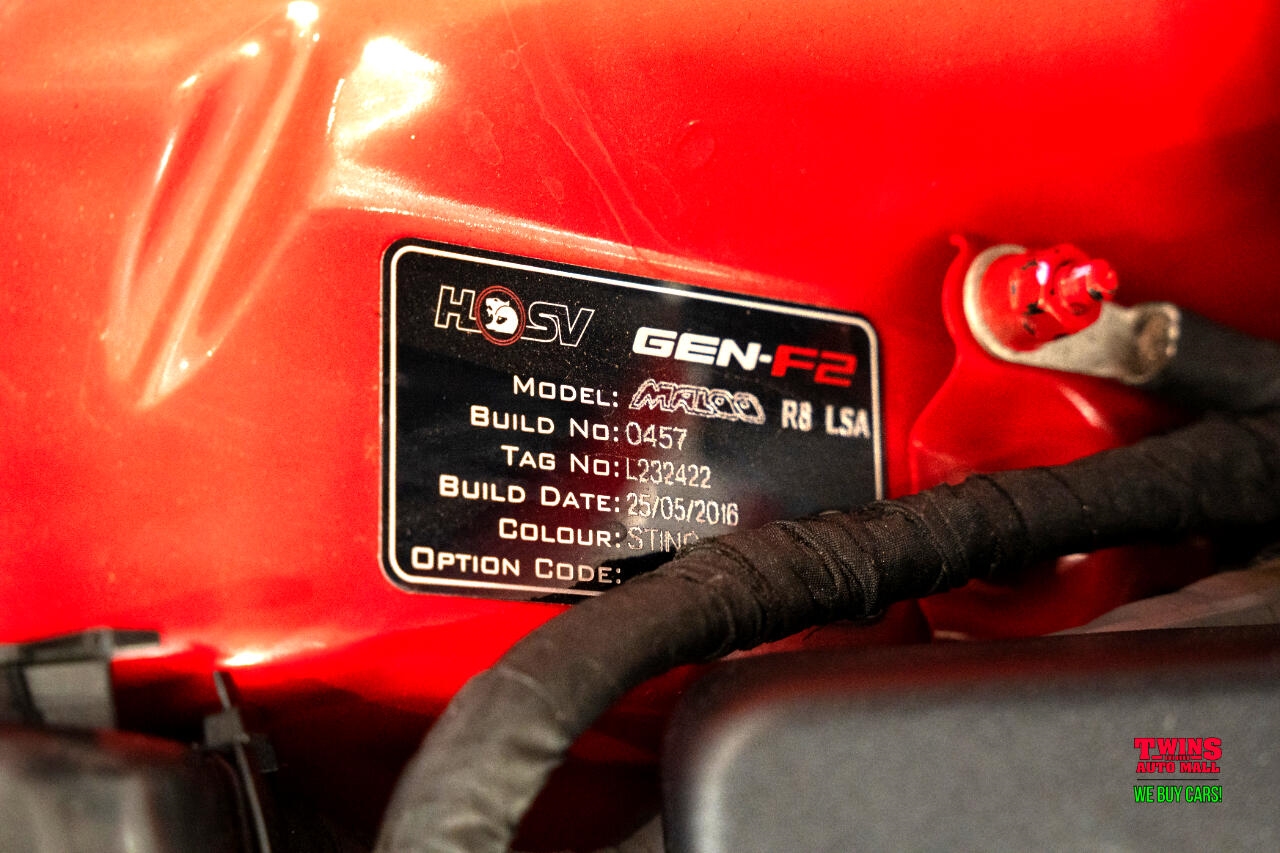 HSV
GEN-F2
MODEL: MALOO R8 LSA
BUILD NO: 0457
TAG NO: L232422
BUILD DATE: 25/05/2016
COLOUR:
OPTION CODE:
TWINS
AUTO MALL
WE BUY CARS!